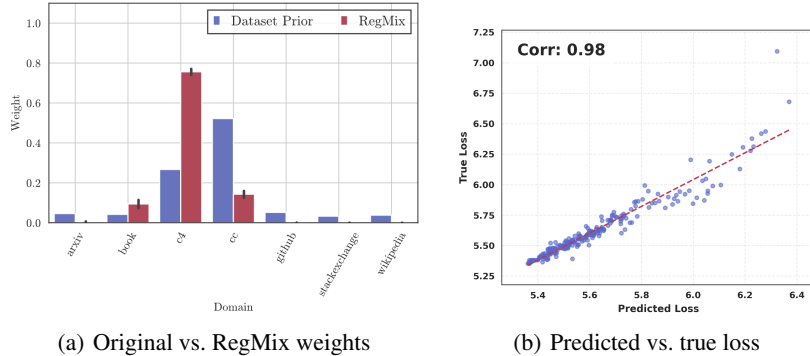 Dataset Prior RegMix
1.0
0.8
0.6
0.4
0.2
0.0
Weight
arxiv book c4 cc github stackexchange wikipedia
Domain
(a) Original vs. RegMix weights
Corr: 0.98
7.25
7.00
6.75
6.50
6.25
6.00
5.75
5.50
5.25
True Loss
5.4 5.6 5.8 6.0 6.2 6.4
Predicted Loss
(b) Predicted vs. true loss